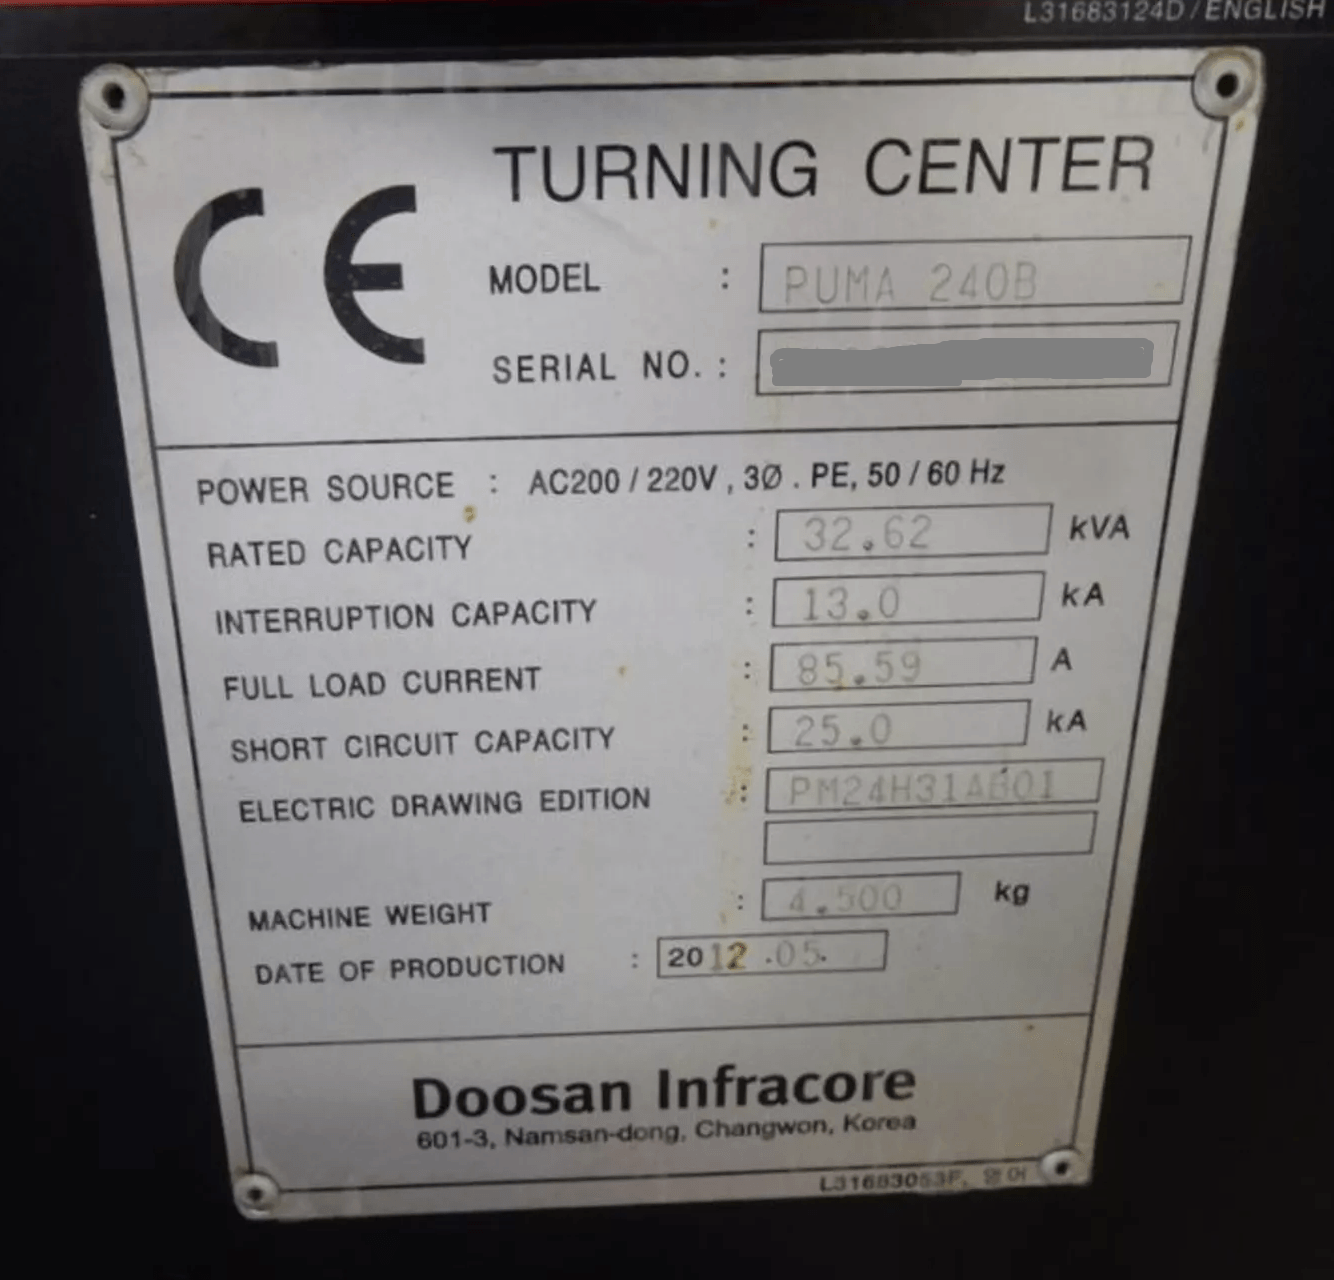 L31683124D / ENGLISH
CE
TURNING CENTER
MODEL : PUMA 240B
SERIAL NO. :
POWER SOURCE : AC200 / 220V , 3Ø . PE, 50 / 60 Hz
RATED CAPACITY : 32.62 kVA
INTERRUPTION CAPACITY : 13.0 kA
FULL LOAD CURRENT : 85.59 A
SHORT CIRCUIT CAPACITY : 25.0 kA
ELECTRIC DRAWING EDITION : PM24H31AB01
MACHINE WEIGHT : 4.500 kg
DATE OF PRODUCTION : 2012 .05.
Doosan Infracore
601-3, Namsan-dong, Changwon, Korea
L31683053F, 영어